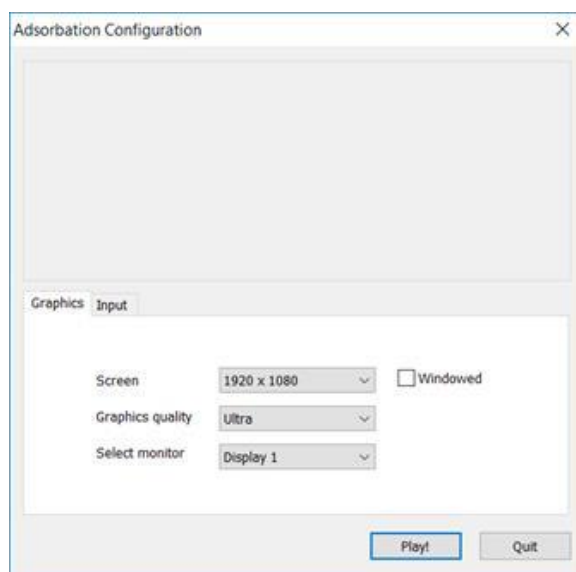 Adsorbation Configuration
Graphics Input
Screen 1920 x 1080 Windowed
Graphics quality Ultra
Select monitor Display 1
Play! Quit